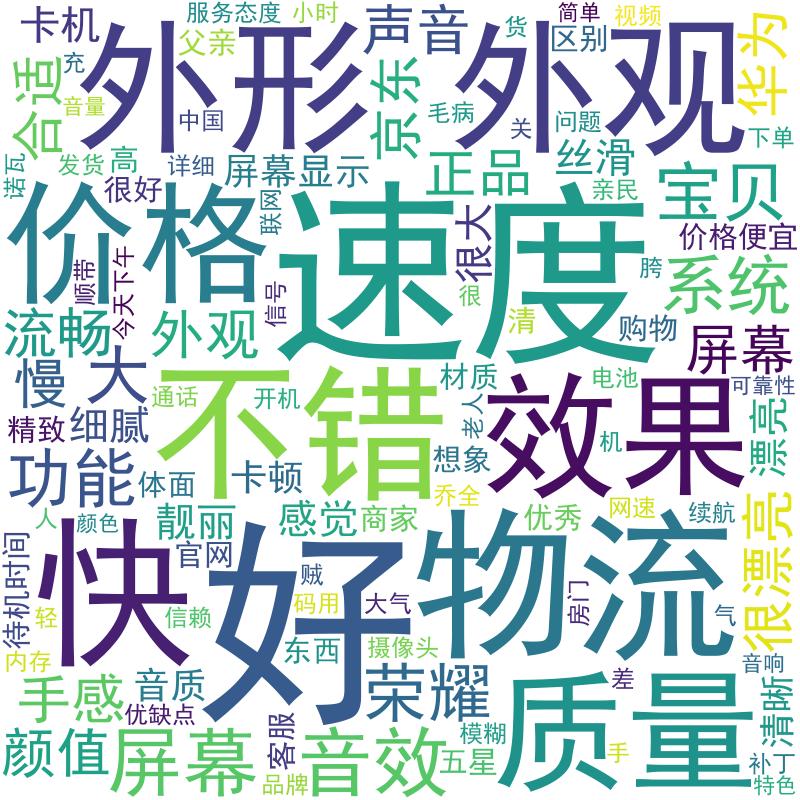 卡机
服务态度
小时
声音
货
简单
视频
父亲
区别
华为
充
外形
外观
合适
音量
中国
京东
毛病
关
问题
下单
诺瓦
发货
高
详细
屏幕显示
正品
丝滑
亲民
宝贝
很好
价格
联网
速度
很大
价格便宜
顺带
今天下午
信号
很
胯
系统
流畅
外观
清
购物
屏幕
慢
大
不错
材质
效果
电池
可靠性
通话
开机
老人
精致
细腻
漂亮
功能
体面
卡顿
想象
机
乔全
人
颜色
靓丽
感觉
商家
优秀
网速
续航
很漂亮
待机时间
快
官网
好
物流
贼
轻
信赖
码用
大气
房门
气
内存
东西
摄像头
音响
手感
音质
荣耀
质量
差
清晰
优缺点
客服
颜值
屏幕
音效
模糊
五星
手
补丁
品牌
特色